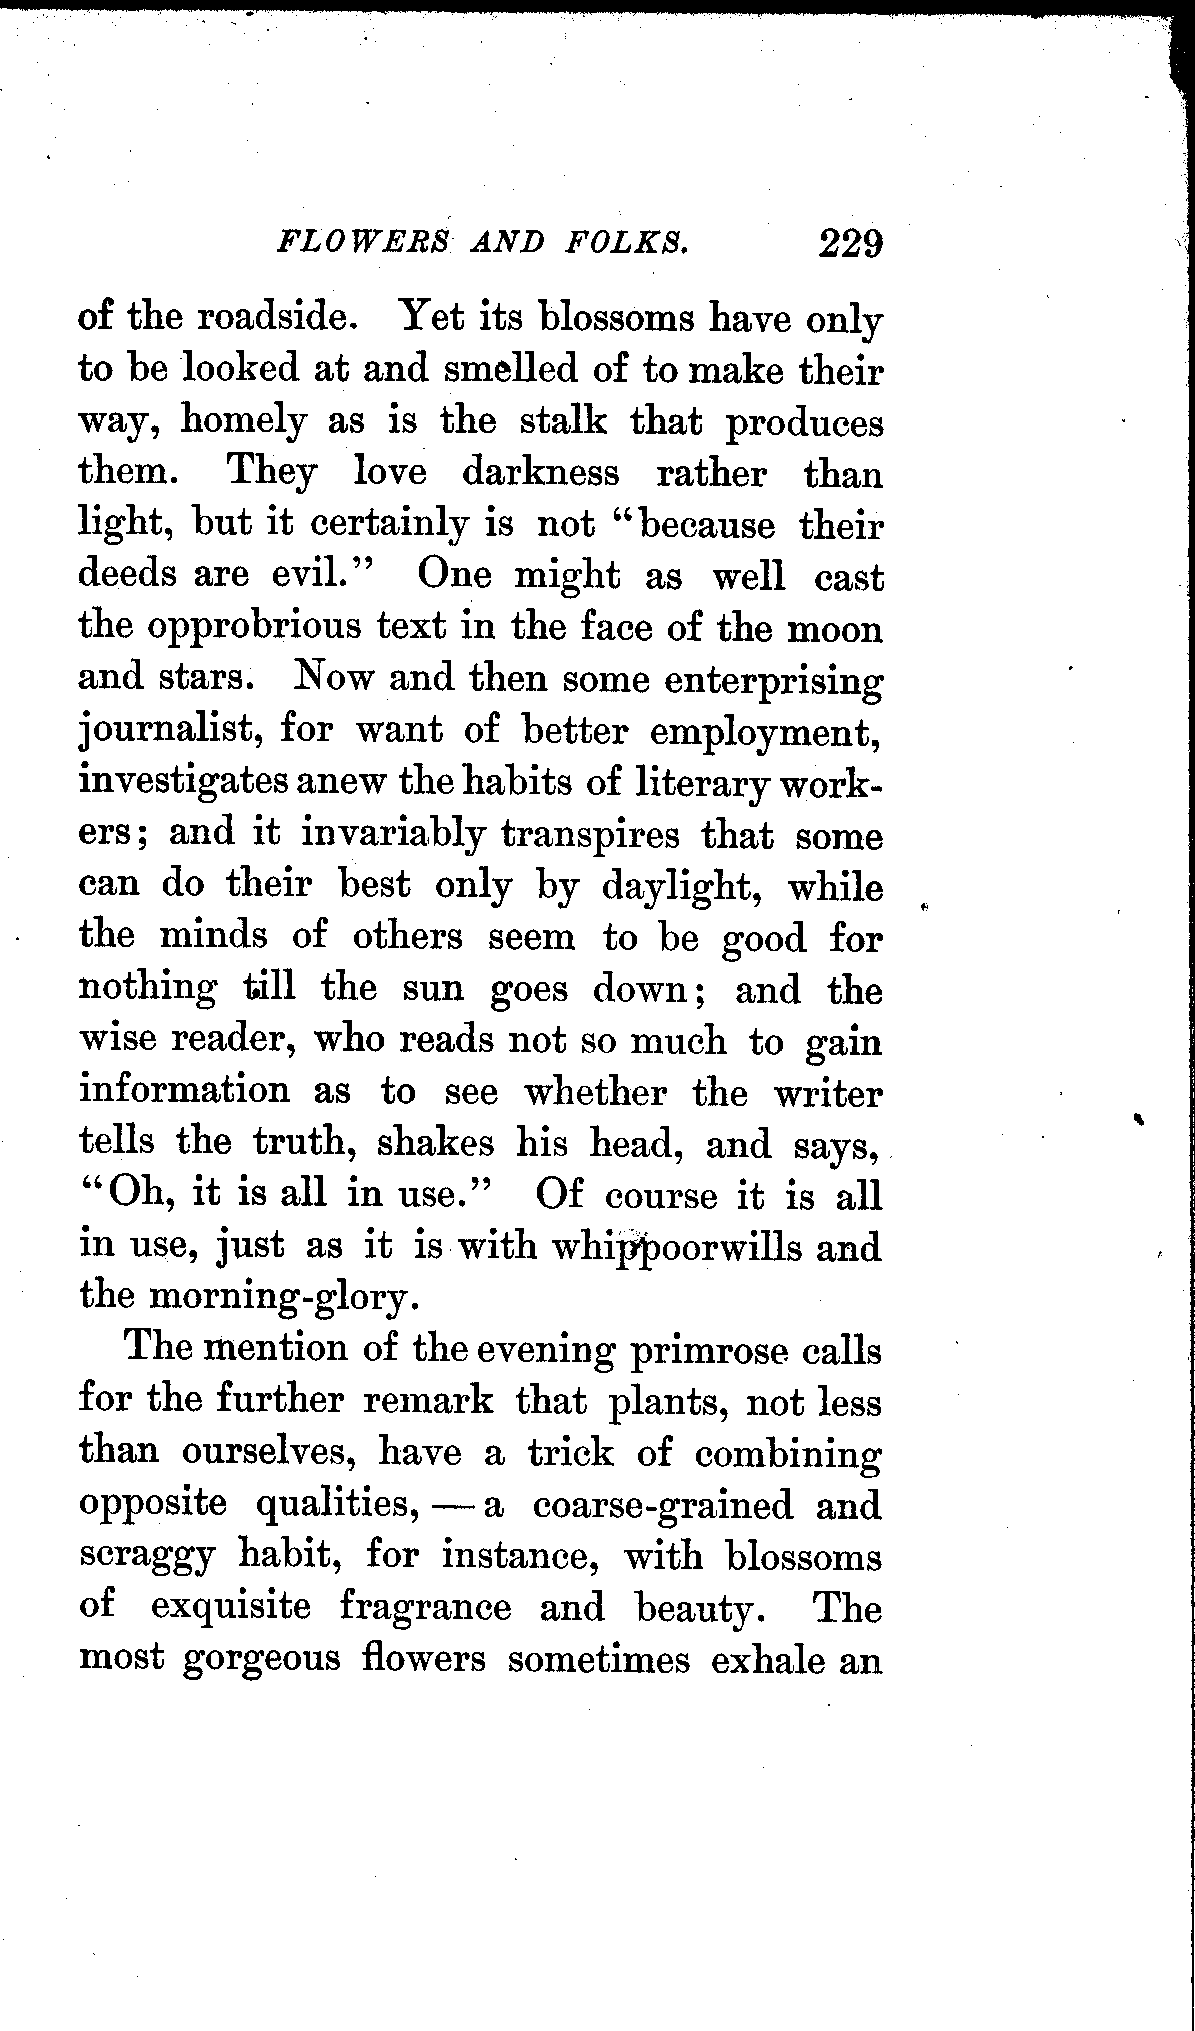 FLOWERS AND FOLKS. 229
of the roadside. Yet its blossoms have only
to be looked at and smelled of to make their
way, homely as is the stalk that produces
them. They love darkness rather than
light, but it certainly is not "because their
deeds are evil." One might as well cast
the opprobrious text in the face of the moon
and stars. Now and then some enterprising
journalist, for want of better employment,
investigates anew the habits of literary work-
ers; and it invariably transpires that some
can do their best only by daylight, while
the minds of others seem to be good for
nothing till the sun goes down; and the
wise reader, who reads not so much to gain
information as to see whether the writer
tells the truth, shakes his head, and says,
"Oh, it is all in use." Of course it is all
in use, just as it is with whippoorwills and
the morning-glory.
The mention of the evening primrose calls
for the further remark that plants, not less
than ourselves, have a trick of combining
opposite qualities, — a coarse-grained and
scraggy habit, for instance, with blossoms
of exquisite fragrance and beauty. The
most gorgeous flowers sometimes exhale an